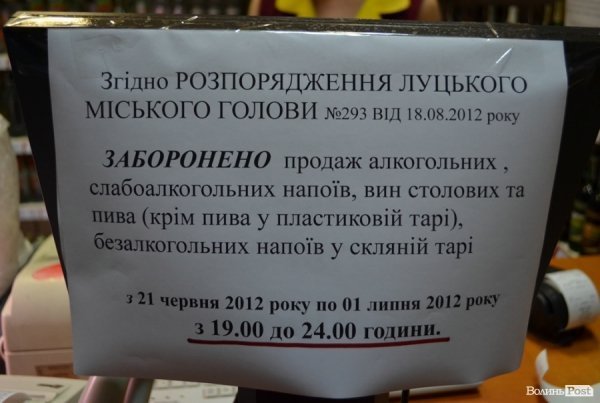 Згідно РОЗПОРЯДЖЕННЯ ЛУЦЬКОГО
МІСЬКОГО ГОЛОВИ №293 ВІД 18.08.2012 року
ЗАБОРОНЕНО продаж алкогольних ,
слабоалкогольних напоїв, вин столових та
пива (крім пива у пластиковій тарі),
безалкогольних напоїв у скляній тарі
з 21 червня 2012 року по 01 липня 2012 року
з 19.00 до 24.00 години.
ВолиньPost